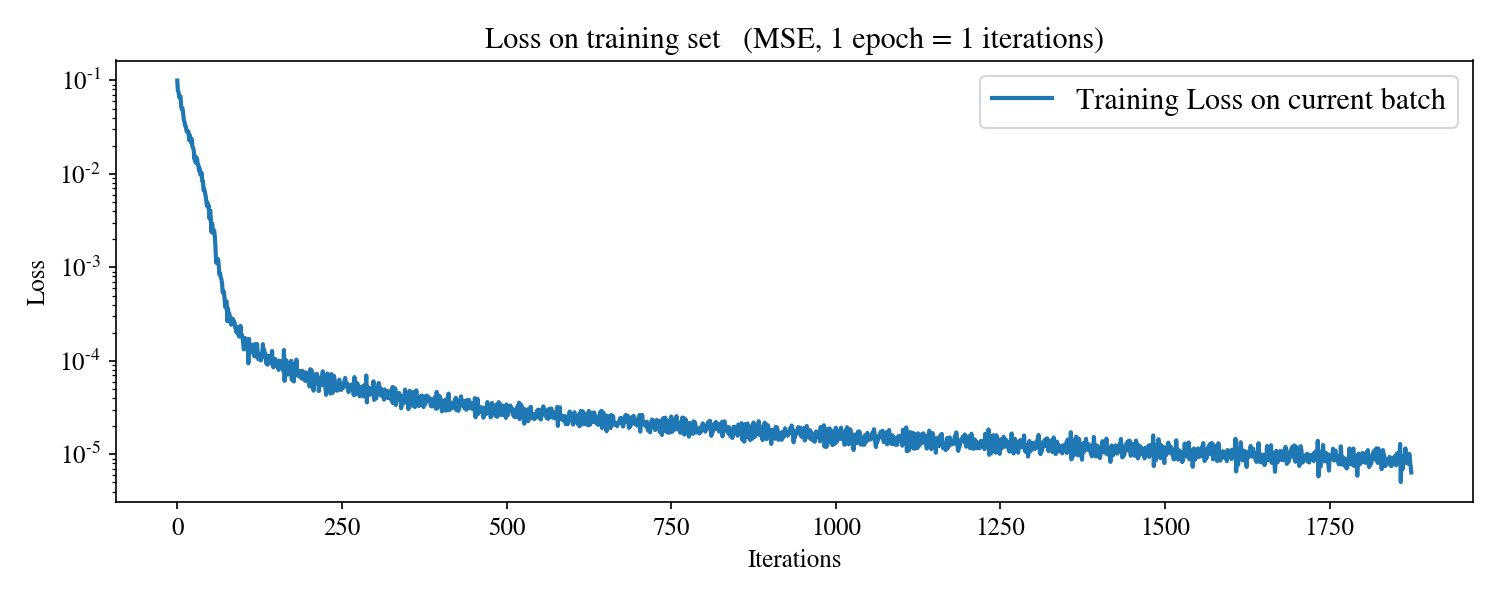 Loss on training set (MSE, 1 epoch = 1 iterations)
Training Loss on current batch
10^-1
10^-2
10^-3
10^-4
10^-5
Loss
0 250 500 750 1000 1250 1500 1750
Iterations